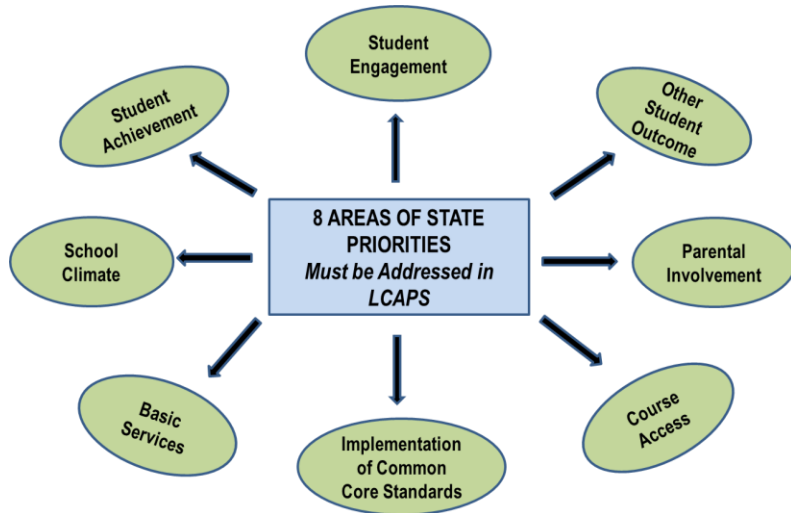 Student
Engagement
Student
Achievement
Other
Student
Outcome
8 AREAS OF STATE
PRIORITIES
Must be Addressed in
LCAPS
School
Climate
Parental
Involvement
Basic
Services
Implementation
of Common
Core Standards
Course
Access